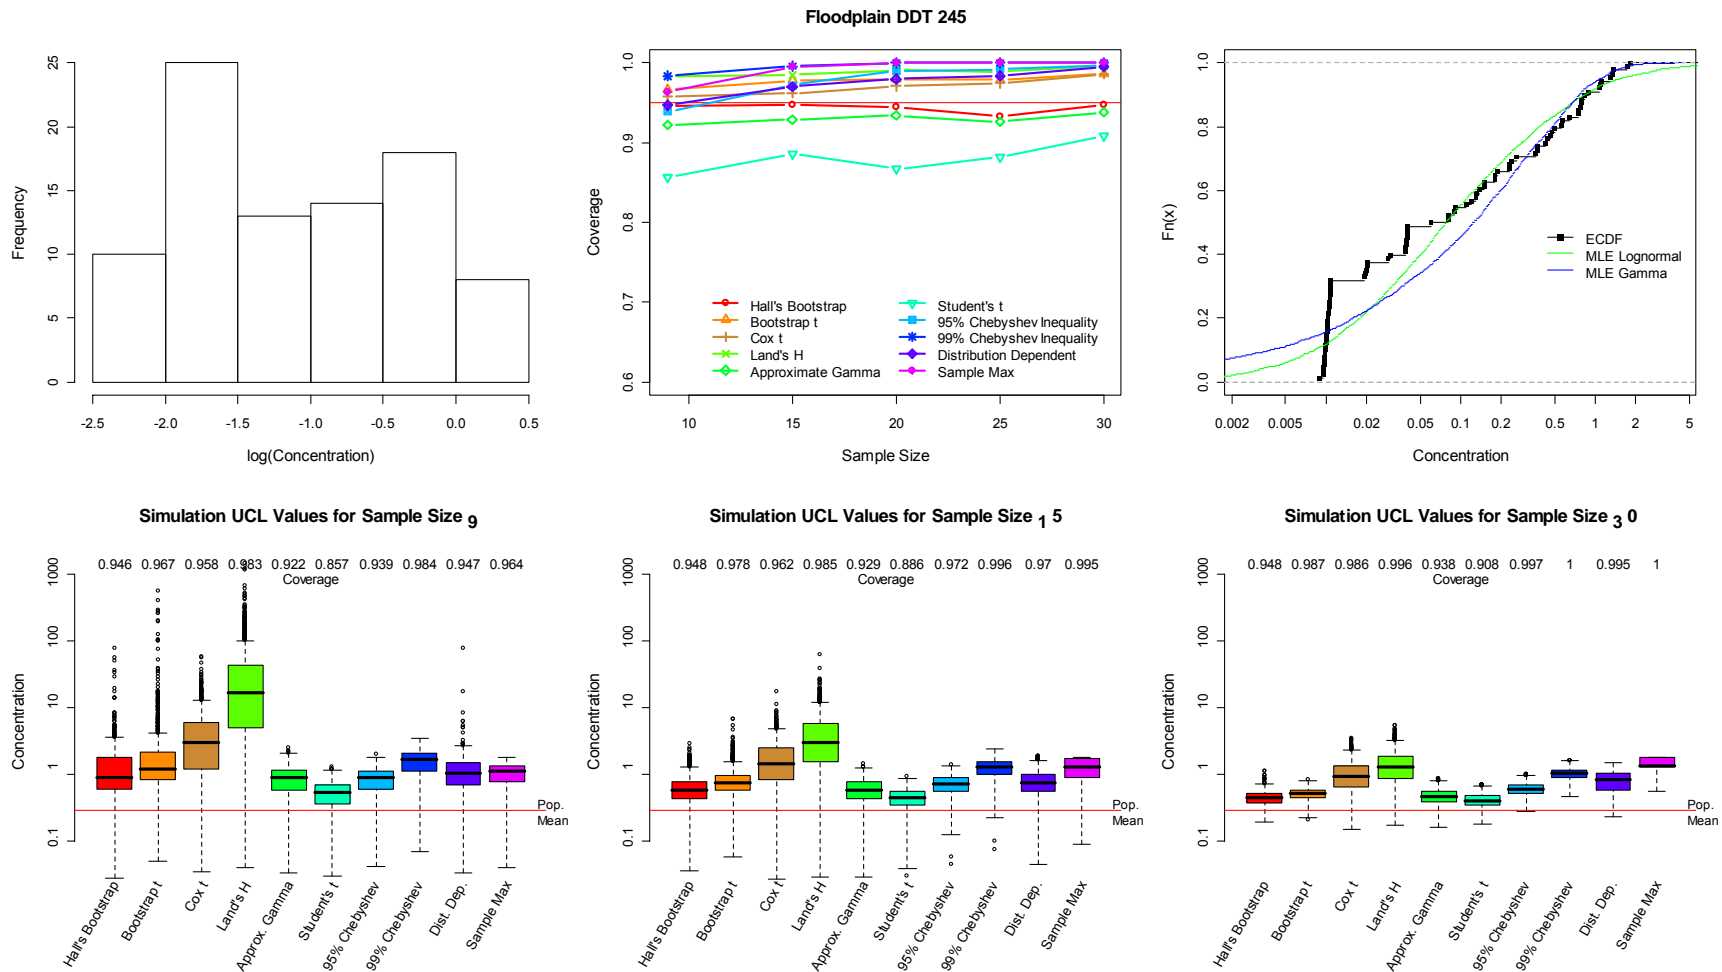 Floodplain DDT 245
Frequency
0
5
10
15
20
25
-2.5 -2.0 -1.5 -1.0 -0.5 0.0 0.5
log(Concentration)
Coverage
0.6
0.7
0.8
0.9
1.0
Hall's Bootstrap
Bootstrap t
Cox t
Land's H
Approximate Gamma
Student's t
95% Chebyshev Inequality
99% Chebyshev Inequality
Distribution Dependent
Sample Max
10 15 20 25 30
Sample Size
Fn(x)
0.0
0.2
0.4
0.6
0.8
1.0
ECDF
MLE Lognormal
MLE Gamma
0.002 0.005 0.02 0.05 0.1 0.2 0.5 1 2 5
Concentration
Simulation UCL Values for Sample Size 9
Concentration
0.1
1
10
100
1000
0.946 0.967 0.958 0.983 0.922 0.857 0.939 0.984 0.947 0.964
Coverage
Pop.
Mean
Hall's Bootstrap
Bootstrap t
Cox t
Land's H
Approx. Gamma
Student's t
95% Chebyshev
99% Chebyshev
Dist. Dep.
Sample Max
Simulation UCL Values for Sample Size 1 5
Concentration
0.1
1
10
100
1000
0.948 0.978 0.962 0.985 0.929 0.886 0.972 0.996 0.97 0.995
Coverage
Pop.
Mean
Hall's Bootstrap
Bootstrap t
Cox t
Land's H
Approx. Gamma
Student's t
95% Chebyshev
99% Chebyshev
Dist. Dep.
Sample Max
Simulation UCL Values for Sample Size 3 0
Concentration
0.1
1
10
100
1000
0.948 0.987 0.986 0.996 0.938 0.908 0.997 1 0.995 1
Coverage
Pop.
Mean
Hall's Bootstrap
Bootstrap t
Cox t
Land's H
Approx. Gamma
Student's t
95% Chebyshev
99% Chebyshev
Dist. Dep.
Sample Max